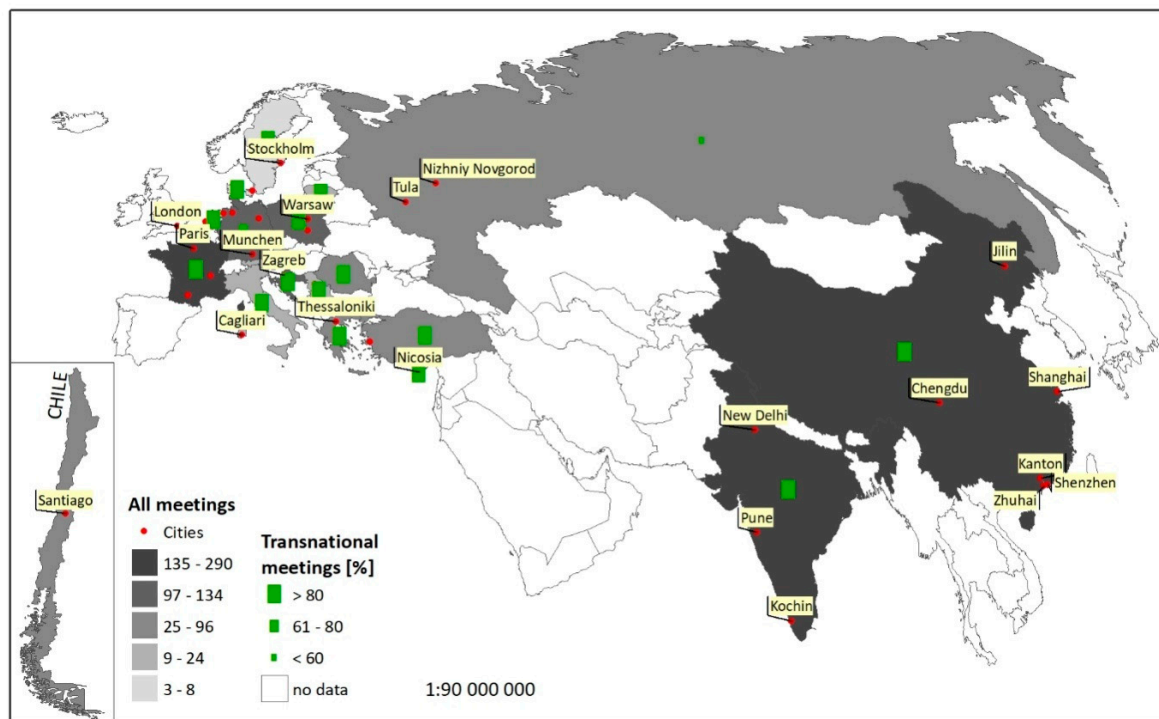 Stockholm
Nizhniy Novgorod
Tula
London
Warsaw
Paris
Munchen
Zagreb
Jilin
Thessaloniki
Cagliari
Nicosia
Shanghai
Chengdu
New Delhi
CHILE
Kanton
Shenzhen
Zhuhai
Santiago
Pune
Kochin
All meetings
Cities
135 - 290
97 - 134
25 - 96
9 - 24
3 - 8
Transnational
meetings [%]
> 80
61 - 80
< 60
no data
1:90 000 000